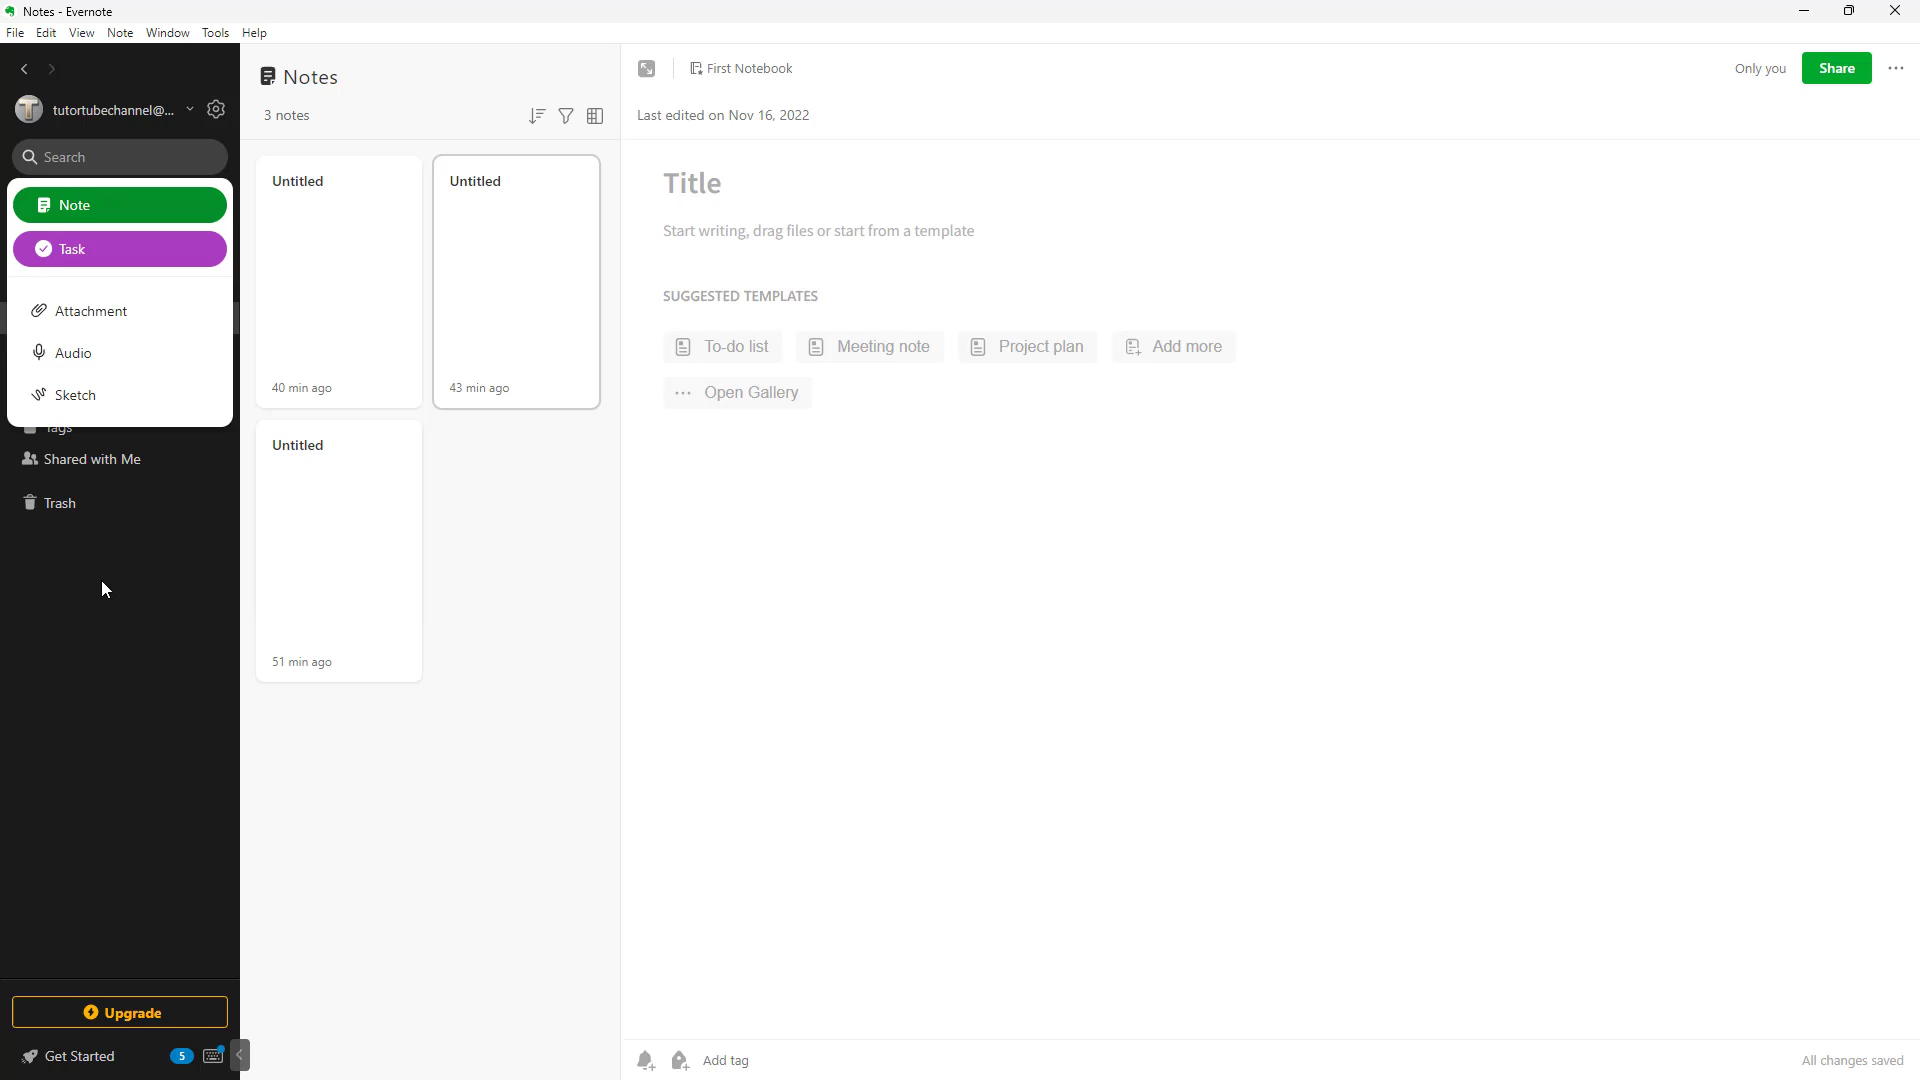 Notes - Evernote
File Edit View Note Window Tools Help
tutortubechannel@...
Search
Note
Task
Attachment
Audio
Sketch
Tags
Shared with Me
Trash
Upgrade
Get Started 5
Notes
3 notes
Untitled
40 min ago
Untitled
43 min ago
Untitled
51 min ago
First Notebook
Only you Share
Last edited on Nov 16, 2022
Title
Start writing, drag files or start from a template
SUGGESTED TEMPLATES
To-do list Meeting note Project plan Add more
Open Gallery
Add tag
All changes saved